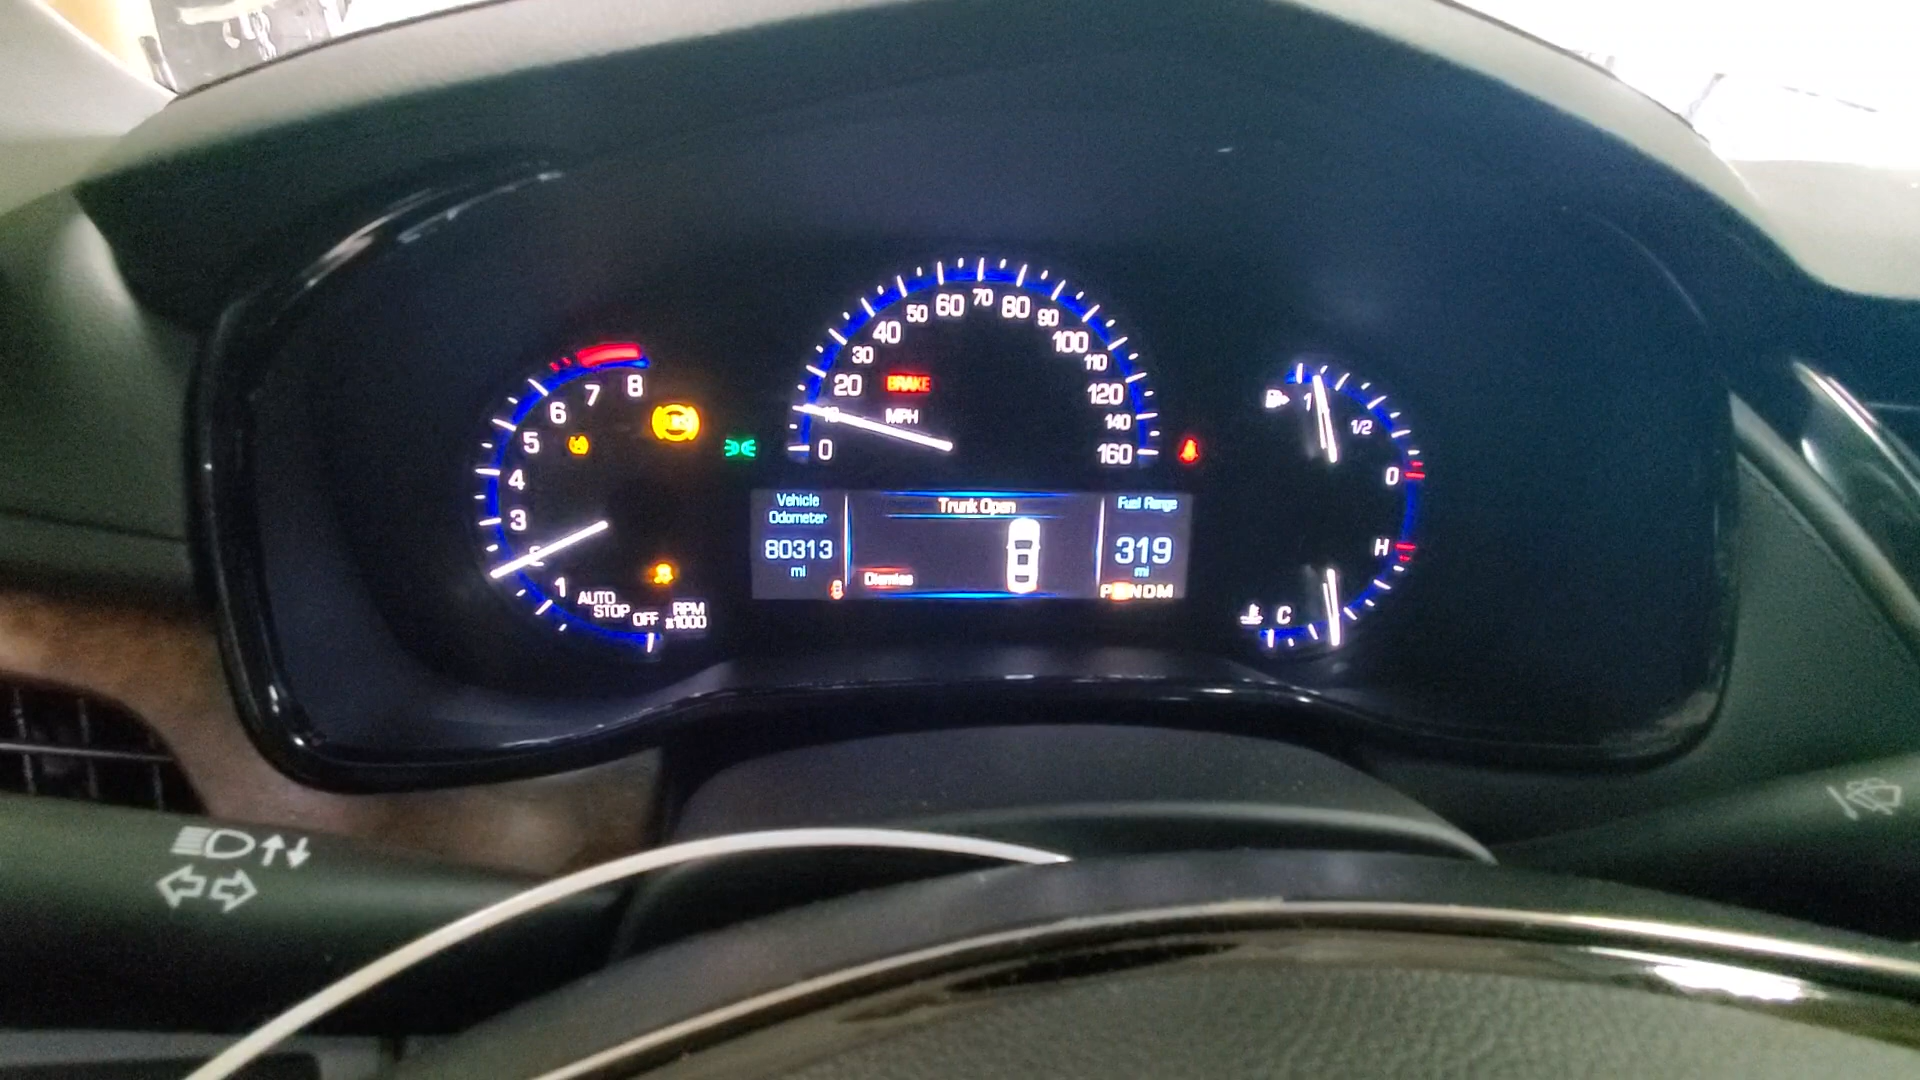 8
7
6
5
4
3
1
AUTO
STOP
OFF
RPM
x1000
70
60
80
50
90
40
100
30
110
20
120
BRAKE
MPH
10
140
0
160
1
1/2
0
H
C
Vehicle
Odometer
80313
mi
Trunk Open
Dismiss
Fuel Range
319
mi